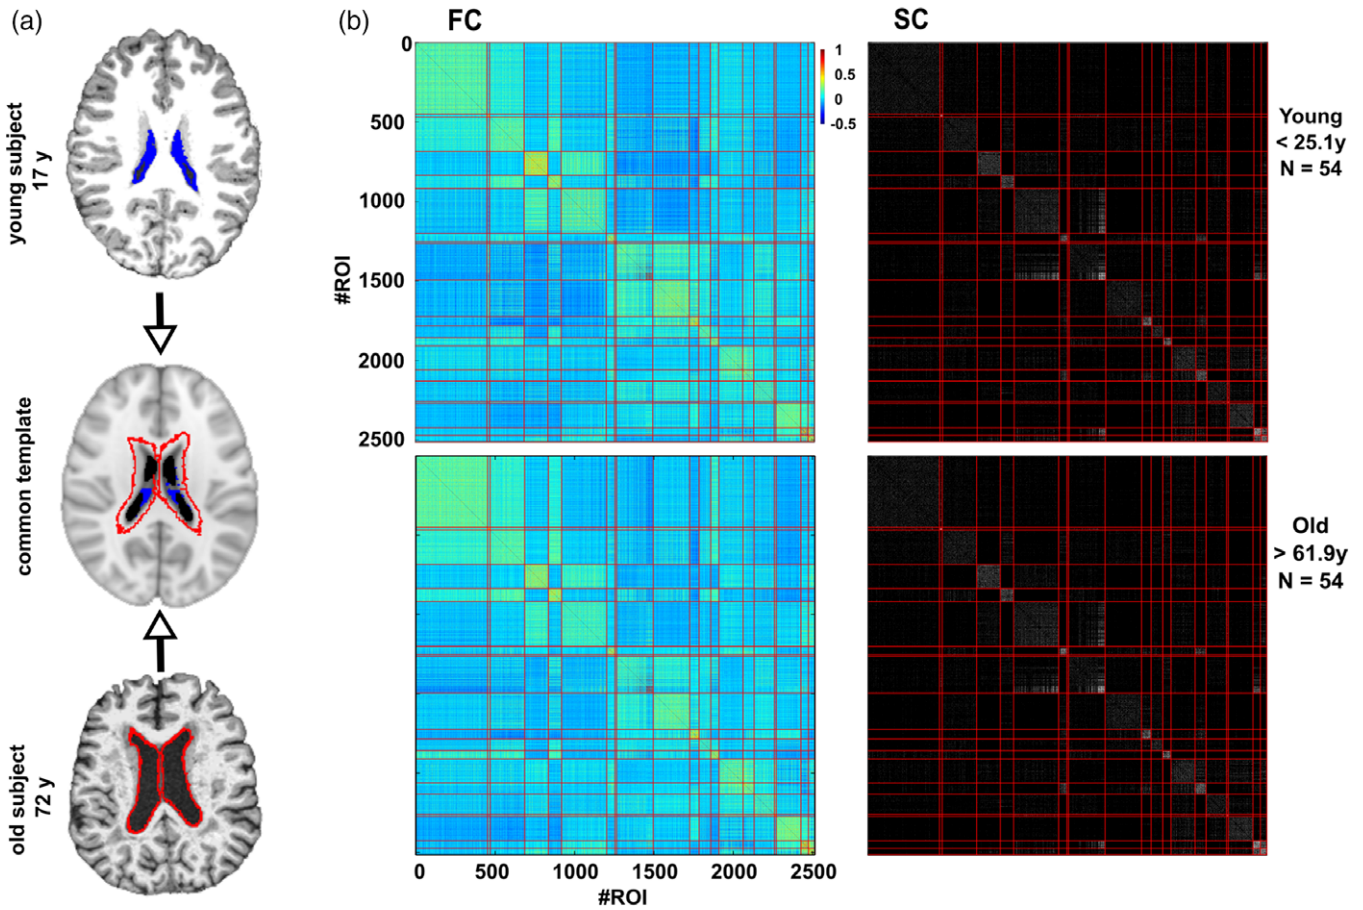 (a)
young subject
17 y
common template
old subject
72 y
(b)
FC
SC
0
500
1000
1500
2000
2500
#ROI
1
0.5
0
-0.5
Young
< 25.1y
N = 54
Old
> 61.9y
N = 54
0
500
1000
1500
2000
2500
#ROI